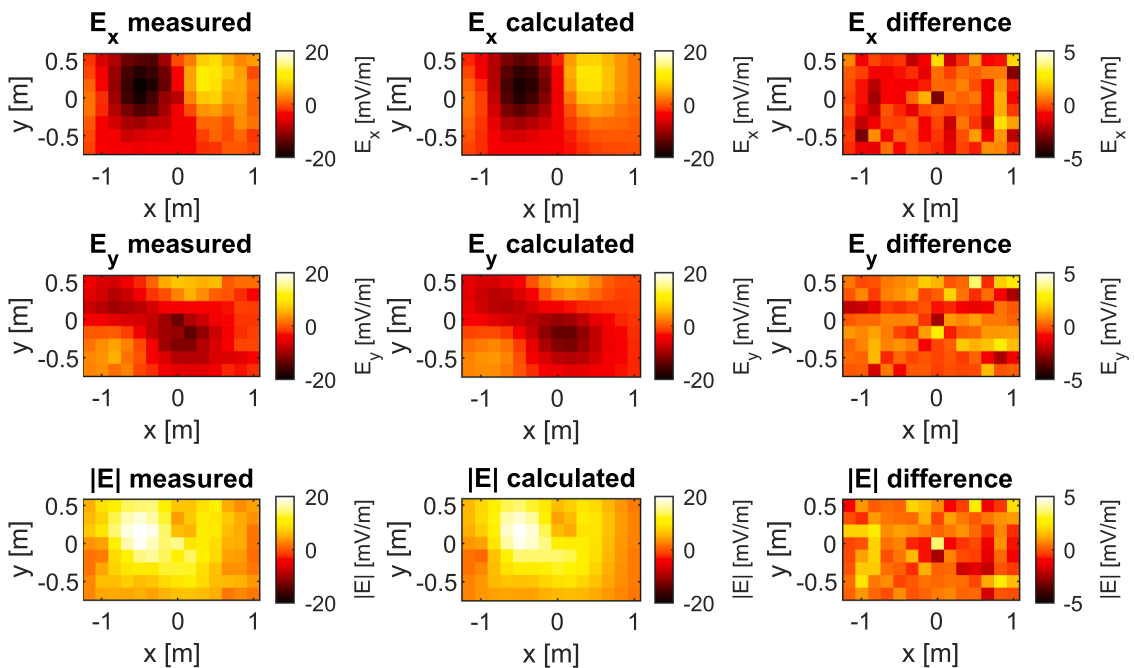 E_x measured
E_x calculated
E_x difference
y [m]
0.5
0
-0.5
-1 0 1
x [m]
20
0
-20
E_x [mV/m]
y [m]
0.5
0
-0.5
-1 0 1
x [m]
20
0
-20
E_x [mV/m]
y [m]
0.5
0
-0.5
-1 0 1
x [m]
5
0
-5
E_x [mV/m]
E_y measured
E_y calculated
E_y difference
y [m]
0.5
0
-0.5
-1 0 1
x [m]
20
0
-20
E_y [mV/m]
y [m]
0.5
0
-0.5
-1 0 1
x [m]
20
0
-20
E_y [mV/m]
y [m]
0.5
0
-0.5
-1 0 1
x [m]
5
0
-5
E_y [mV/m]
|E| measured
|E| calculated
|E| difference
y [m]
0.5
0
-0.5
-1 0 1
x [m]
20
0
-20
|E| [mV/m]
y [m]
0.5
0
-0.5
-1 0 1
x [m]
20
0
-20
|E| [mV/m]
y [m]
0.5
0
-0.5
-1 0 1
x [m]
5
0
-5
|E| [mV/m]